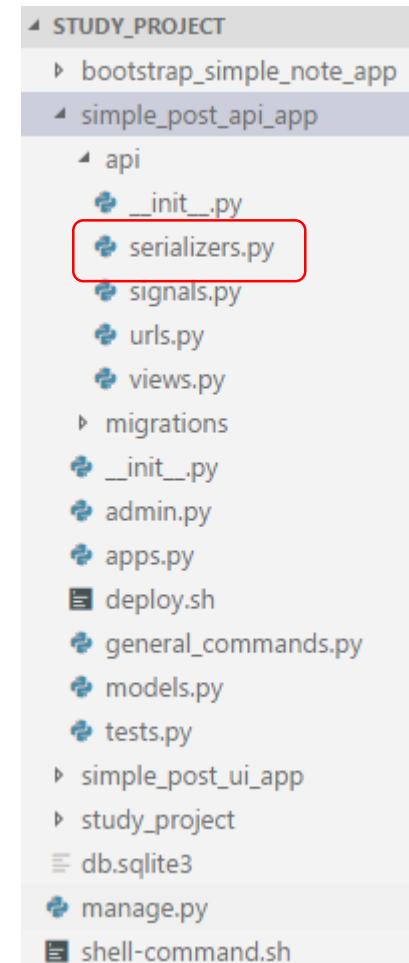 STUDY_PROJECT
bootstrap_simple_note_app
simple_post_api_app
api
__init__.py
serializers.py
signals.py
urls.py
views.py
migrations
__init__.py
admin.py
apps.py
deploy.sh
general_commands.py
models.py
tests.py
simple_post_ui_app
study_project
db.sqlite3
manage.py
shell-command.sh